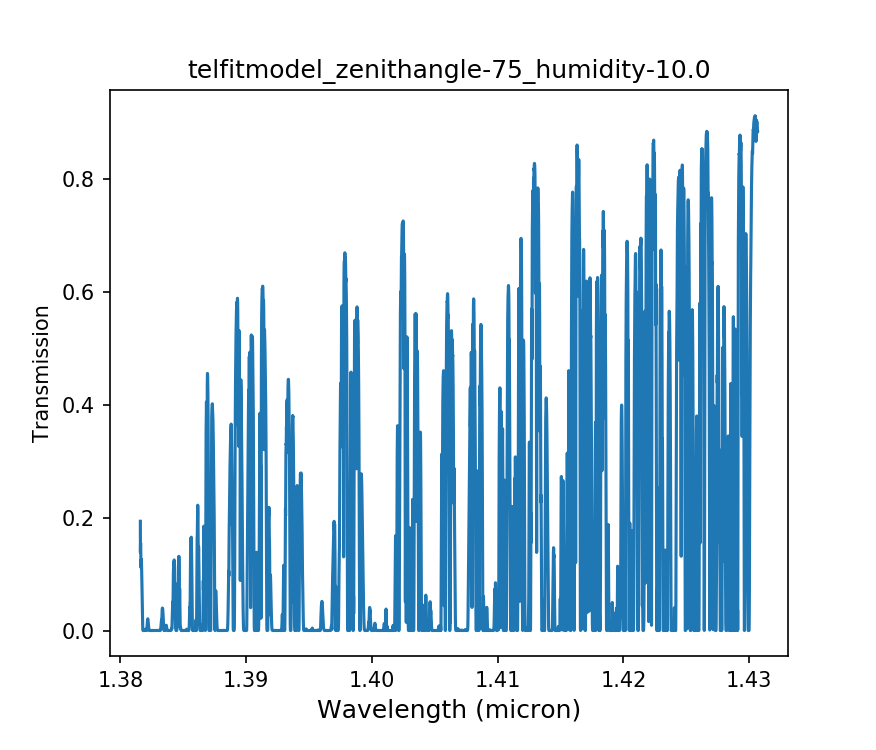 telfitmodel_zenithangle-75_humidity-10.0
Transmission
0.8
0.6
0.4
0.2
0.0
1.38 1.39 1.40 1.41 1.42 1.43
Wavelength (micron)